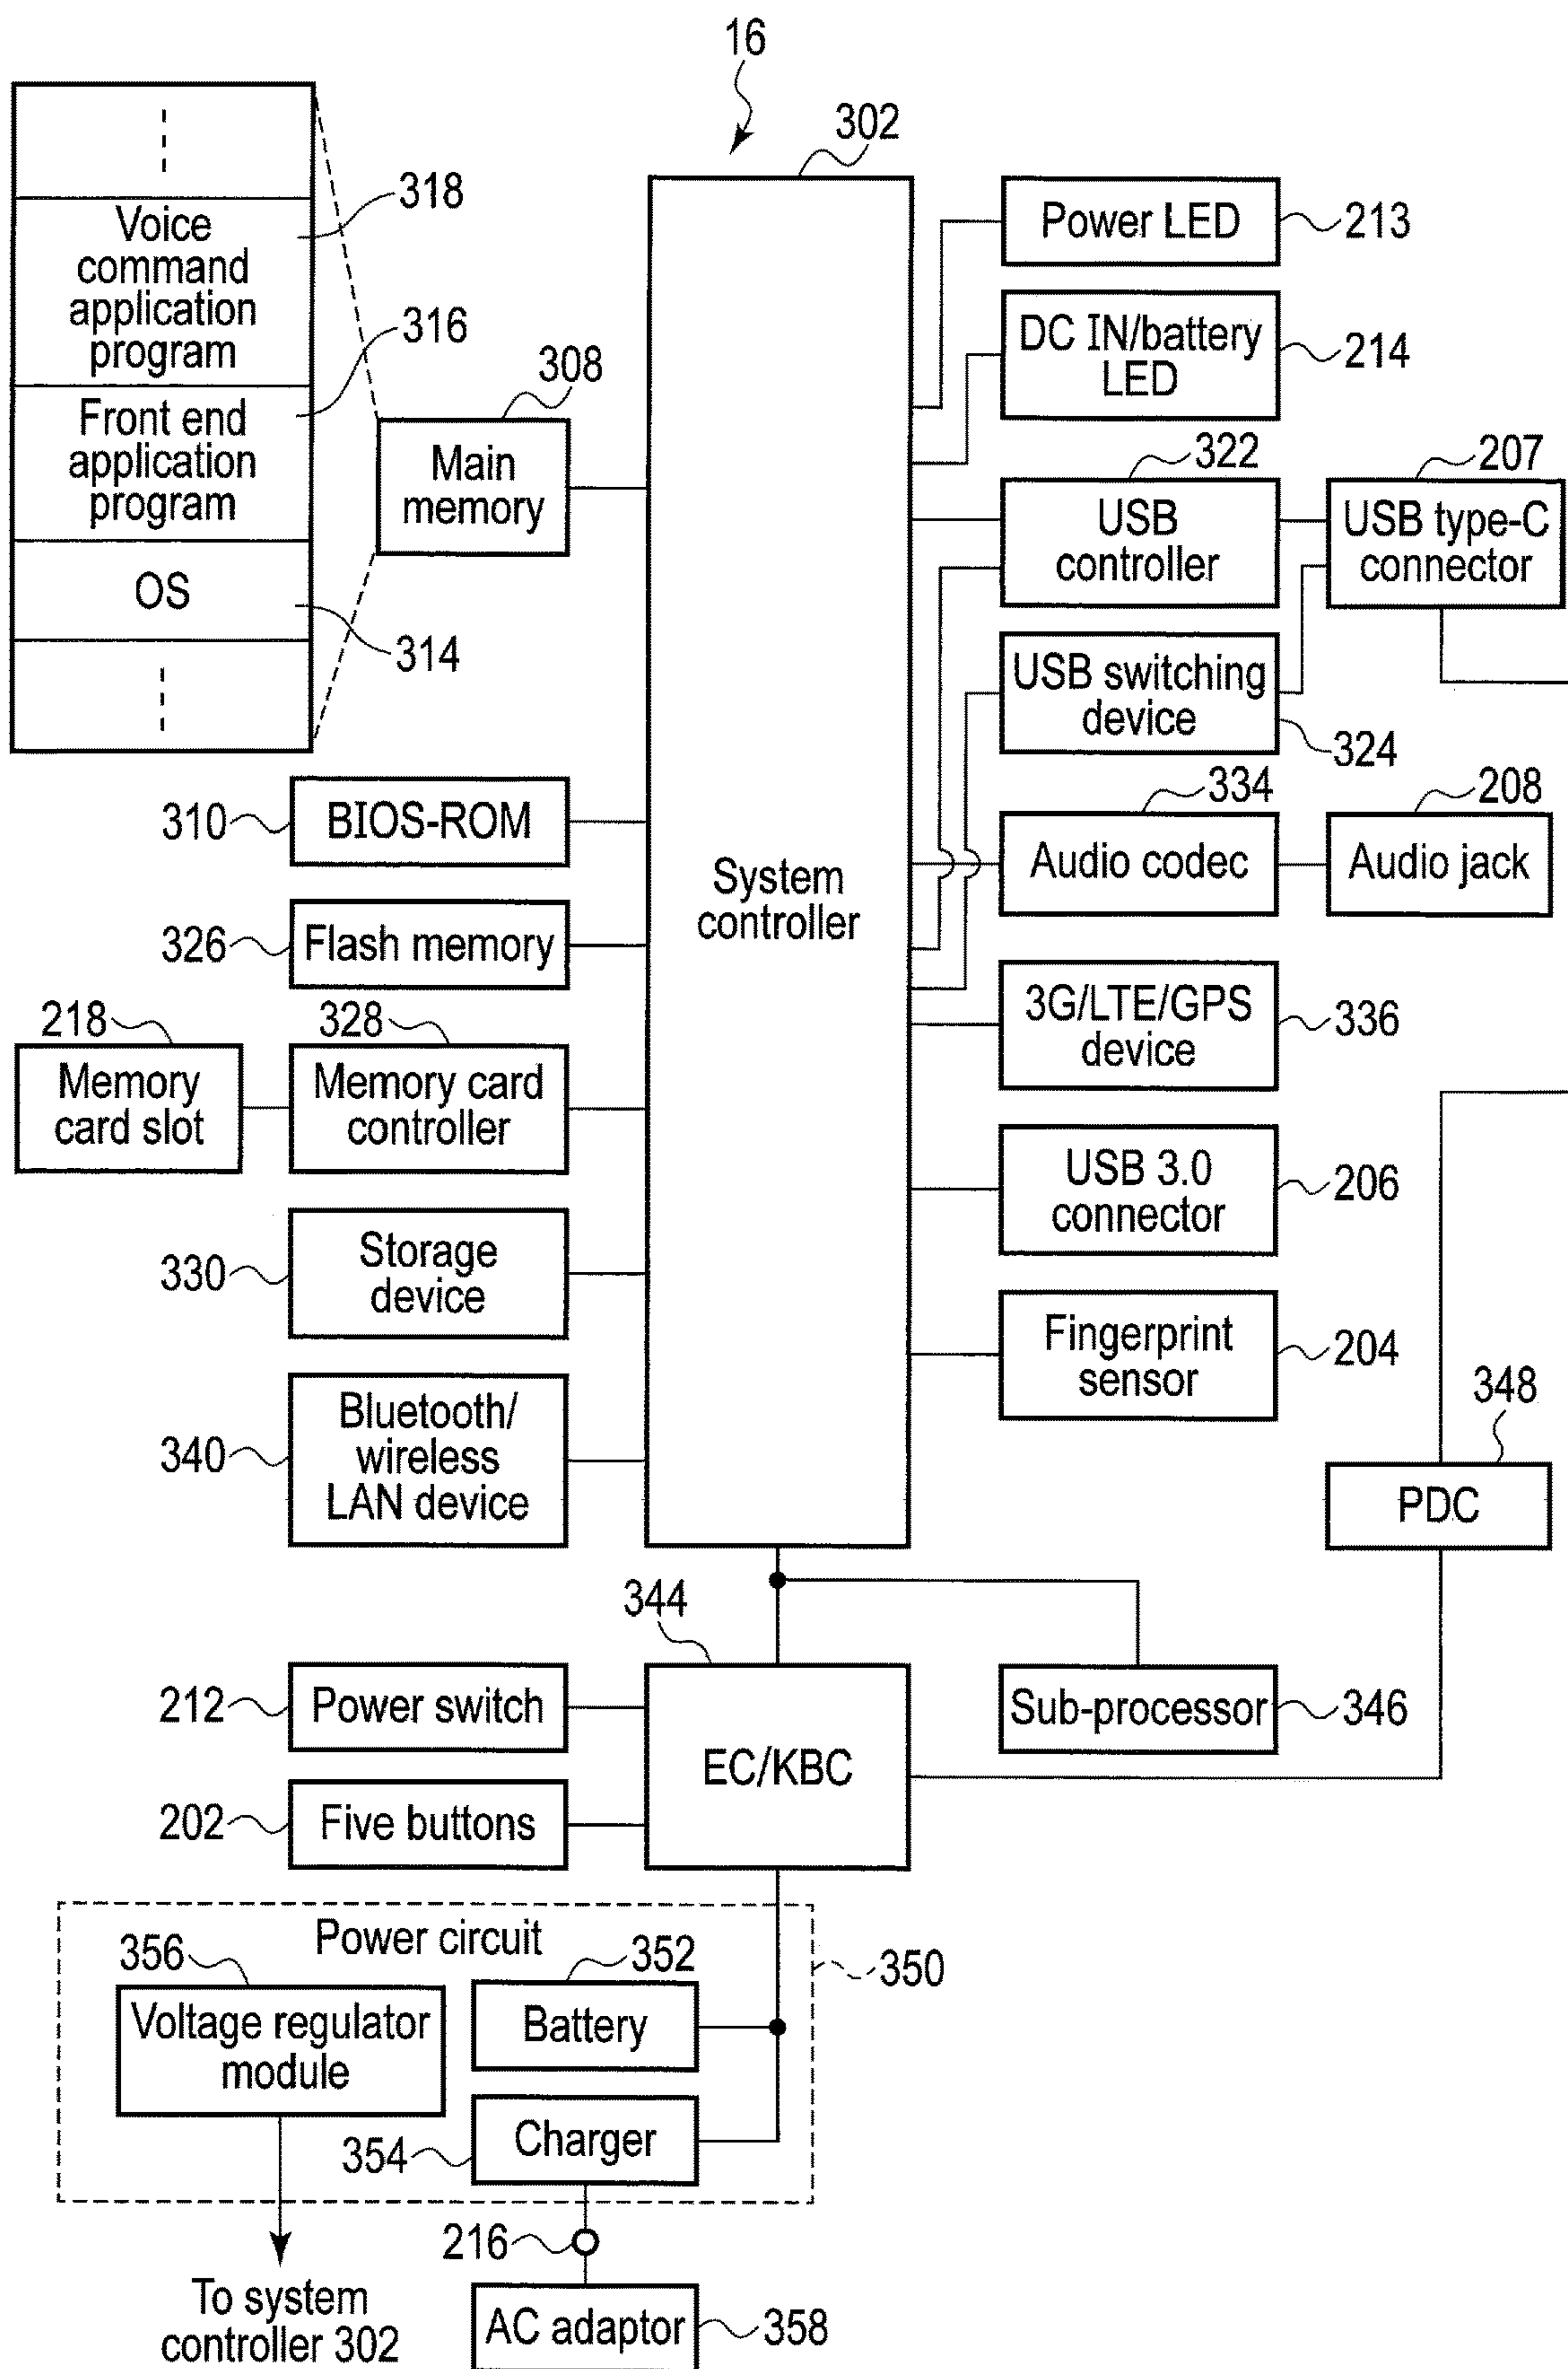 16
302
318
Voice
command
application
program
316
Front end
application
program
308
Main
memory
OS
314
310
BIOS-ROM
326
Flash memory
218
328
Memory
card slot
Memory card
controller
330
Storage
device
340
Bluetooth/
wireless
LAN device
System
controller
Power LED
213
DC IN/battery
LED
214
322
USB
controller
207
USB type-C
connector
USB switching
device
324
334
Audio codec
208
Audio jack
3G/LTE/GPS
device
336
USB 3.0
connector
206
Fingerprint
sensor
204
348
PDC
344
212
Power switch
EC/KBC
Sub-processor
346
202
Five buttons
Power circuit
350
356
Voltage regulator
module
352
Battery
354
Charger
216
To system
controller 302
AC adaptor
358